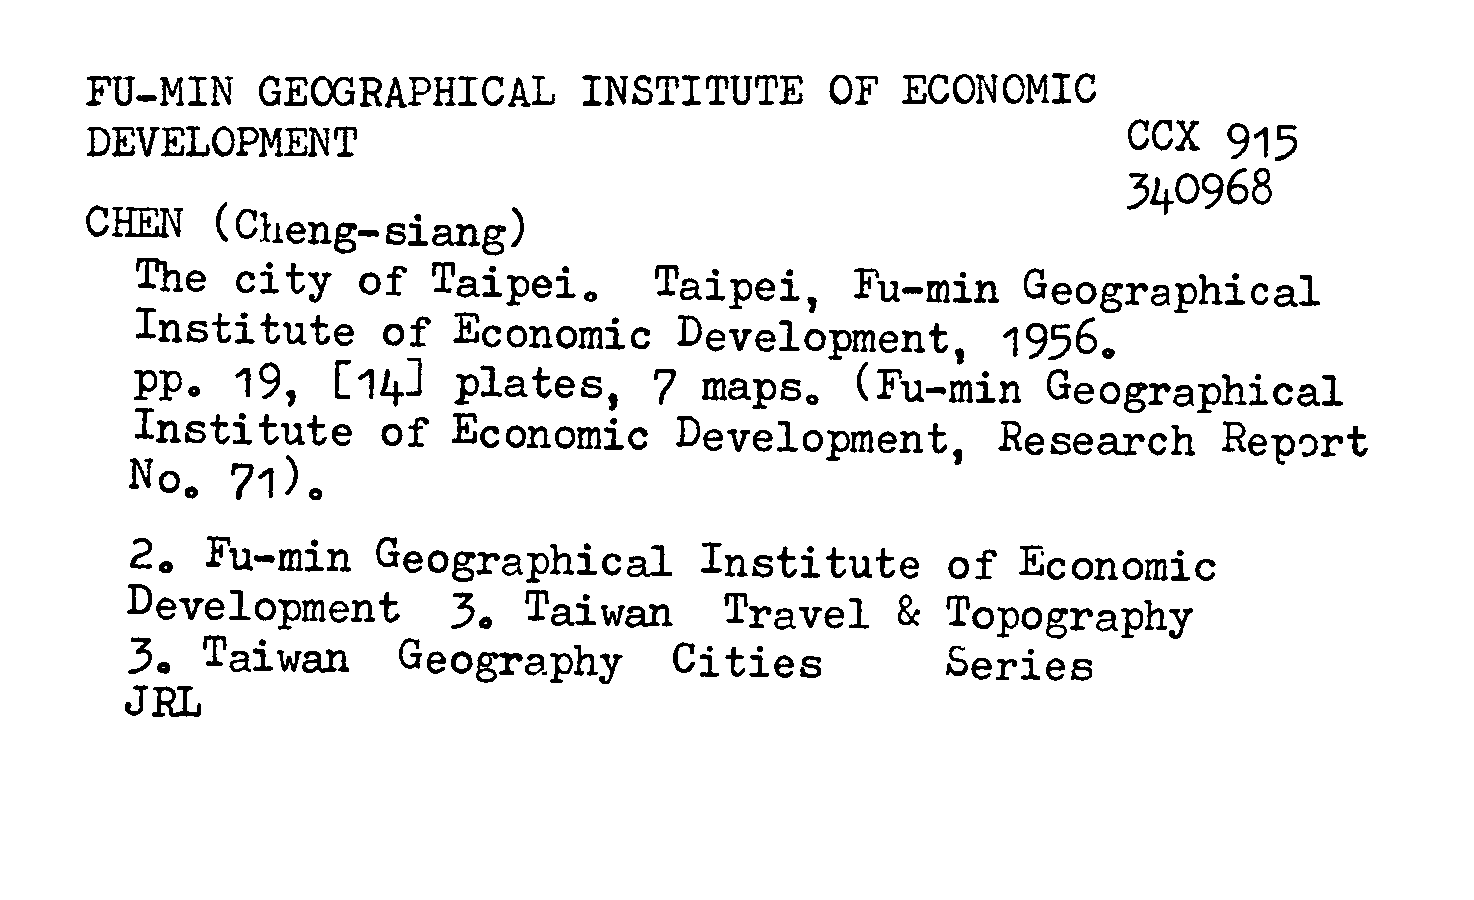 FU-MIN GEOGRAPHICAL INSTITUTE OF ECONOMIC
DEVELOPMENT
CCX 915
340968
CHEN (Cheng-siang)
The city of Taipei. Taipei, Fu-min Geographical
Institute of Economic Development, 1956.
pp. 19, [14] plates, 7 maps. (Fu-min Geographical
Institute of Economic Development, Research Report
No. 71).
2. Fu-min Geographical Institute of Economic
Development 3. Taiwan Travel & Topography
3. Taiwan Geography Cities Series
JRL